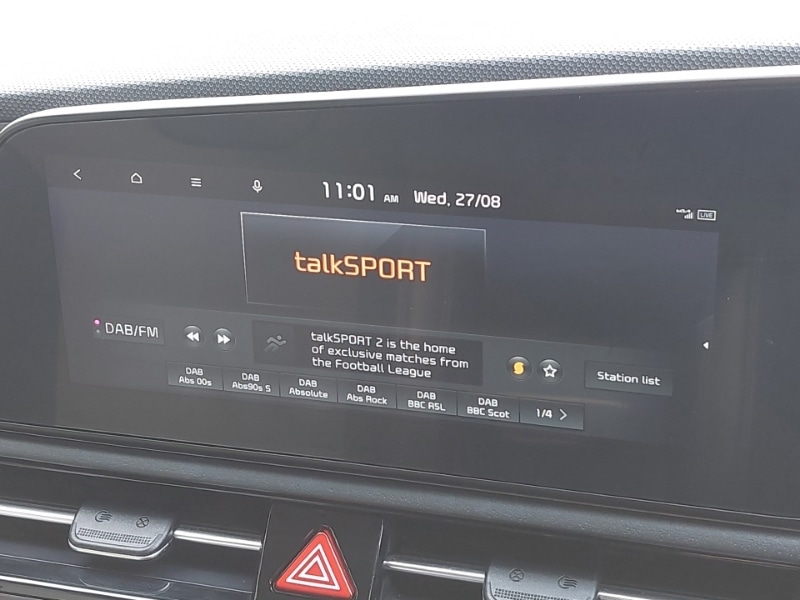 11:01 AM Wed, 27/08
LIVE
talkSPORT
DAB/FM
talkSPORT 2 is the home
of exclusive matches from
the Football League
Station list
DAB
Abs 00s
DAB
Abs90s S
DAB
Absolute
DAB
Abs Rock
DAB
BBC R5L
DAB
BBC Scot
1/4 >